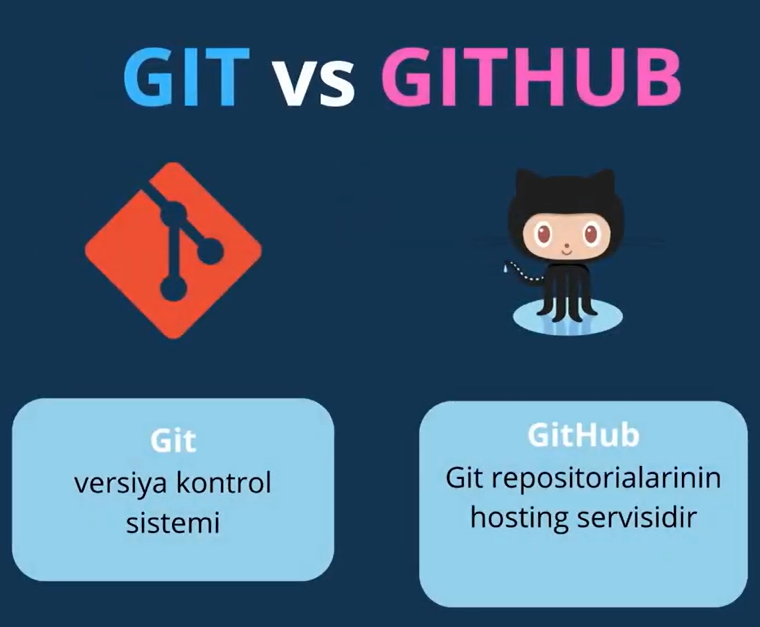 GIT vs GITHUB
Git
versiya kontrol
sistemi
GitHub
Git repositorialarinin
hosting servisidir